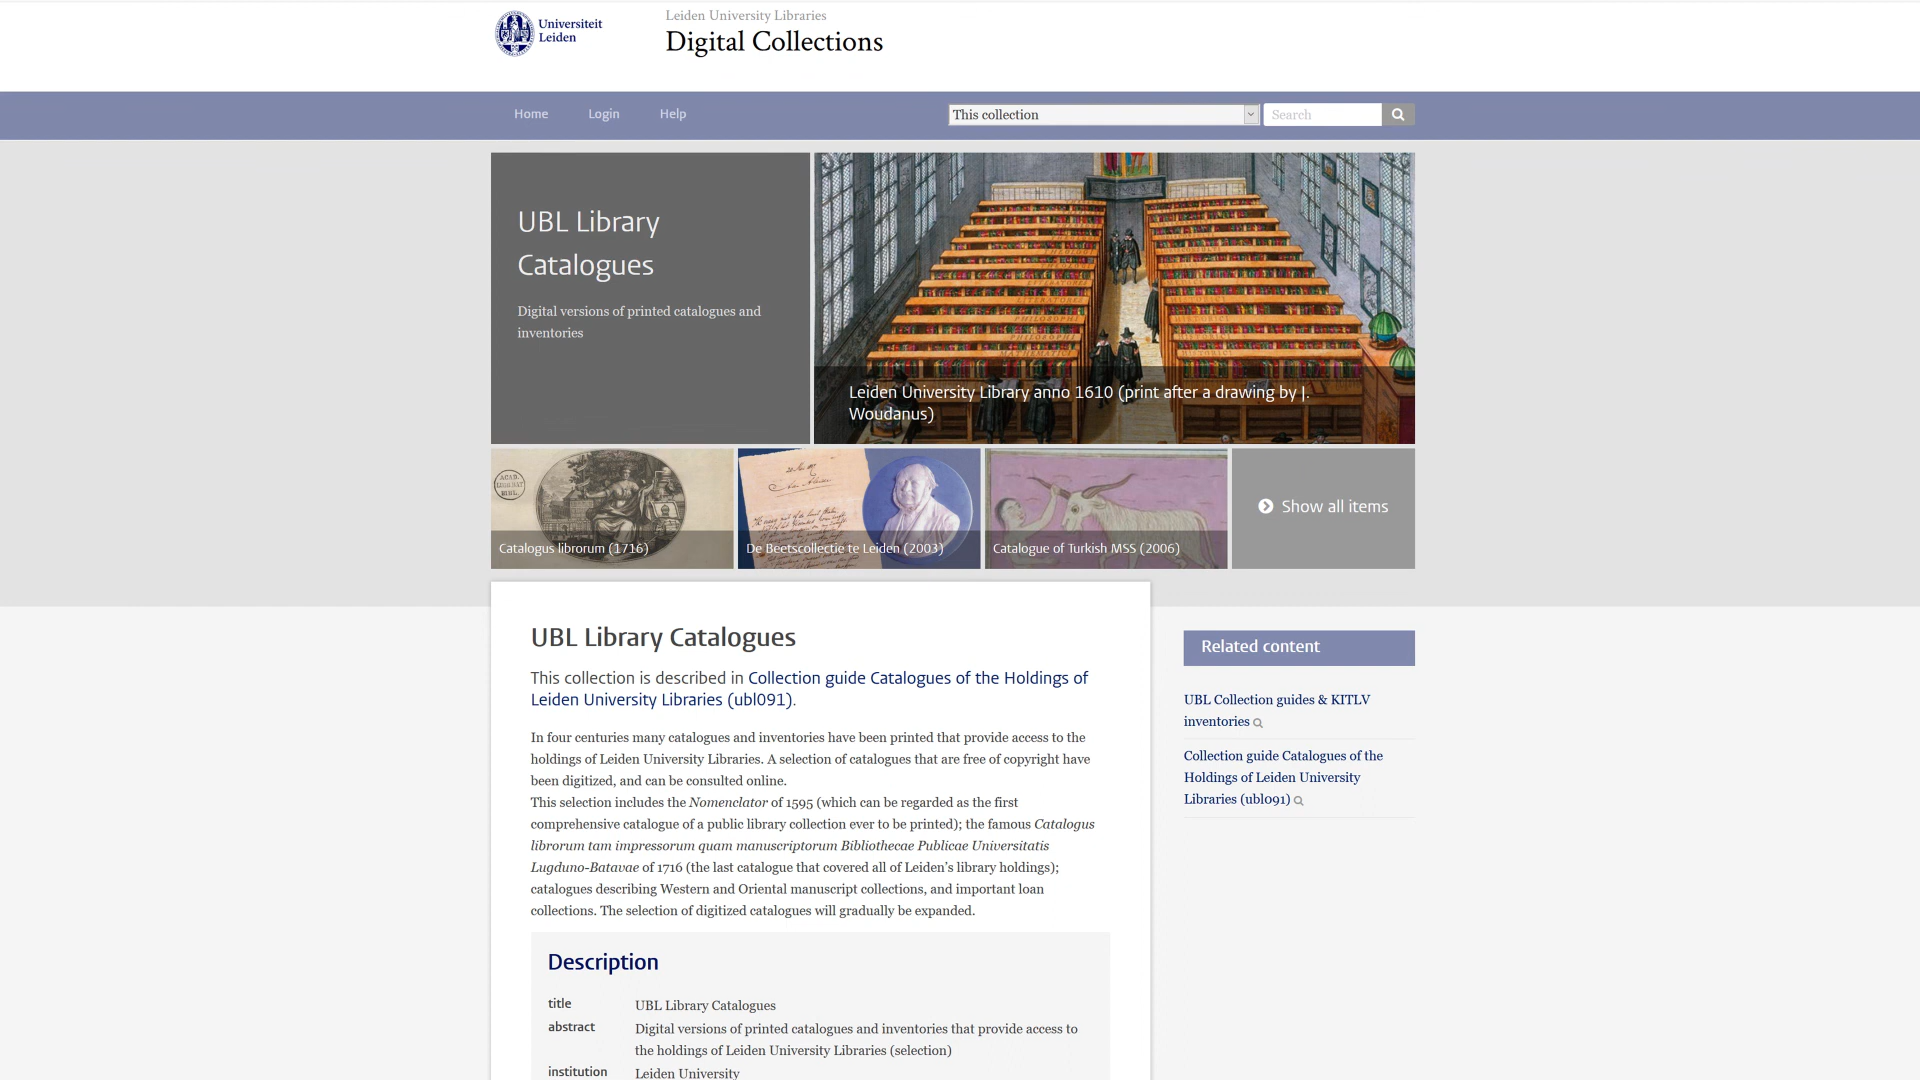 Universiteit
Leiden
Leiden University Libraries
Digital Collections
Home Login Help
This collection
Search
UBL Library
Catalogues
Digital versions of printed catalogues and
inventories
LITTERATORES
PHILOSOPHI
PHILOSOPHI
MATHEMATICI
HISTORICI
HISTORICI
HISTORICI
Leiden University Library anno 1610 (print after a drawing by J.
Woudanus)
ACAD.
LUGD BAT
BIBL.
Catalogus librorum (1716)
De Beetscollectie te Leiden (2003)
Catalogue of Turkish MSS (2006)
Show all items
UBL Library Catalogues
This collection is described in Collection guide Catalogues of the Holdings of
Leiden University Libraries (ubl091).
In four centuries many catalogues and inventories have been printed that provide access to the
holdings of Leiden University Libraries. A selection of catalogues that are free of copyright have
been digitized, and can be consulted online.
This selection includes the Nomenclator of 1595 (which can be regarded as the first
comprehensive catalogue of a public library collection ever to be printed); the famous Catalogus
librorum tam impressorum quam manuscriptorum Bibliothecae Publicae Universitatis
Lugduno-Batavae of 1716 (the last catalogue that covered all of Leiden’s library holdings);
catalogues describing Western and Oriental manuscript collections, and important loan
collections. The selection of digitized catalogues will gradually be expanded.
Description
title UBL Library Catalogues
abstract Digital versions of printed catalogues and inventories that provide access to
the holdings of Leiden University Libraries (selection)
institution Leiden University
Related content
UBL Collection guides & KITLV
inventories
Collection guide Catalogues of the
Holdings of Leiden University
Libraries (ubl091)